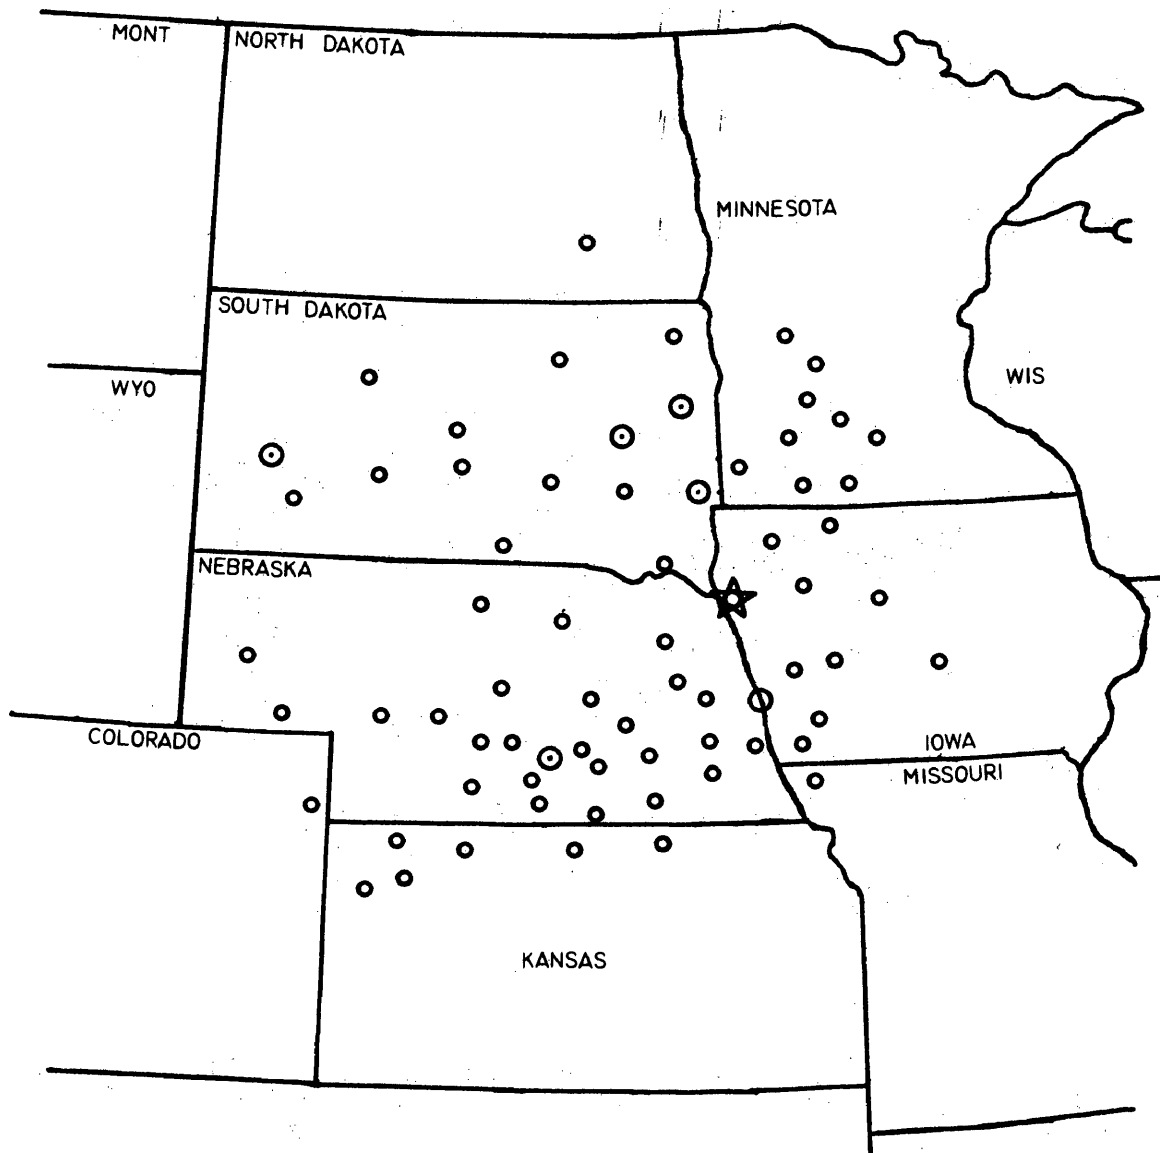 MONT
NORTH DAKOTA
MINNESOTA
SOUTH DAKOTA
WYO
WIS
NEBRASKA
COLORADO
IOWA
MISSOURI
KANSAS